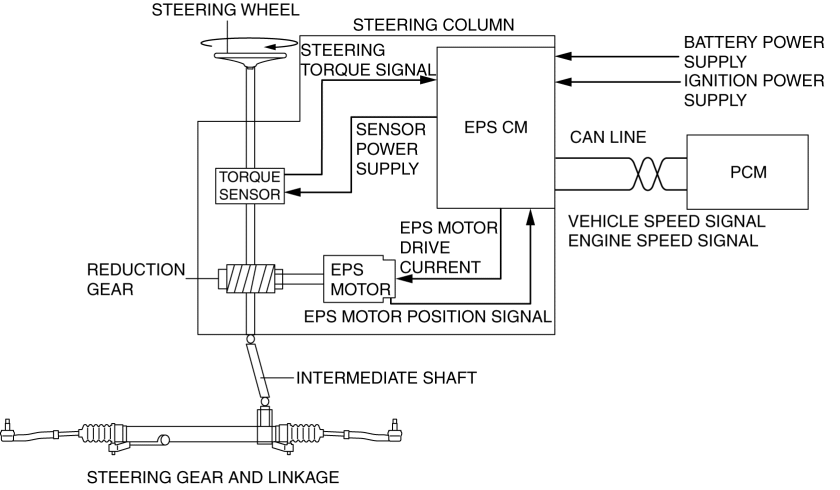 STEERING WHEEL
STEERING COLUMN
STEERING
TORQUE SIGNAL
BATTERY POWER
SUPPLY
IGNITION POWER
SUPPLY
SENSOR
POWER
SUPPLY
EPS CM
CAN LINE
PCM
TORQUE
SENSOR
VEHICLE SPEED SIGNAL
ENGINE SPEED SIGNAL
EPS MOTOR
DRIVE
CURRENT
REDUCTION
GEAR
EPS
MOTOR
EPS MOTOR POSITION SIGNAL
INTERMEDIATE SHAFT
STEERING GEAR AND LINKAGE